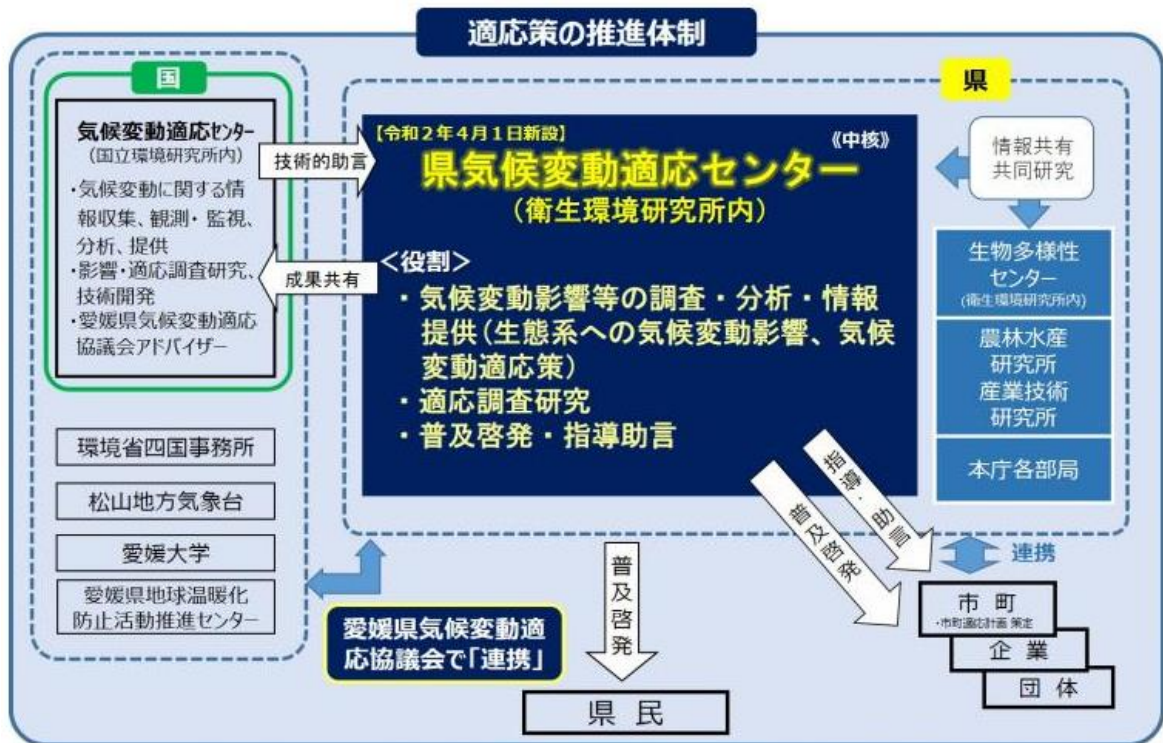 適応策の推進体制
国
気候変動適応センター
(国立環境研究所内)
・気候変動に関する情
報収集、観測・監視、
分析、提供
・影響・適応調査研究、
技術開発
・愛媛県気候変動適応
協議会アドバイザー
環境省四国事務所
松山地方気象台
愛媛大学
愛媛県地球温暖化
防止活動推進センター
技術的助言
成果共有
県
【令和2年4月1日新設】
《中核》
県気候変動適応センター
(衛生環境研究所内)
<役割>
・気候変動影響等の調査・分析・情報
提供(生態系への気候変動影響、気候
変動適応策)
・適応調査研究
・普及啓発・指導助言
情報共有
共同研究
生物多様性
センター
(衛生環境研究所内)
農林水産
研究所
産業技術
研究所
本庁各部局
指導・助言
普及啓発
連携
市町
・市町適応計画 策定
企業
団体
普及啓発
愛媛県気候変動適
応協議会で「連携」
県民